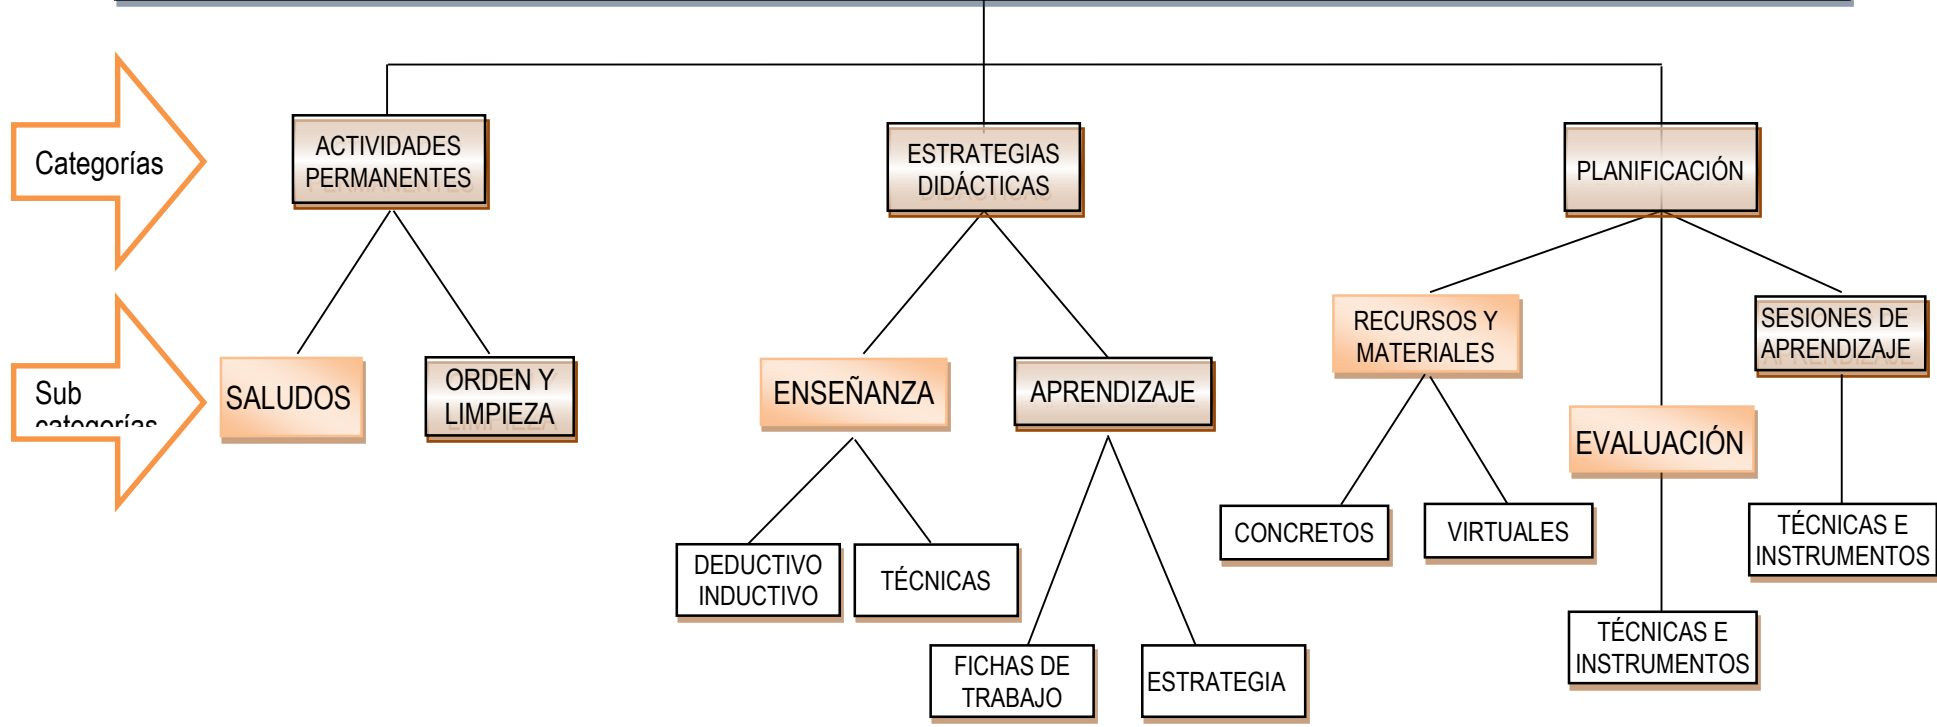 Categorías
ACTIVIDADES
PERMANENTES
ESTRATEGIAS
DIDÁCTICAS
PLANIFICACIÓN
Sub
categorías
SALUDOS
ORDEN Y
LIMPIEZA
ENSEÑANZA
APRENDIZAJE
RECURSOS Y
MATERIALES
EVALUACIÓN
SESIONES DE
APRENDIZAJE
DEDUCTIVO
INDUCTIVO
TÉCNICAS
FICHAS DE
TRABAJO
ESTRATEGIA
CONCRETOS
VIRTUALES
TÉCNICAS E
INSTRUMENTOS
TÉCNICAS E
INSTRUMENTOS